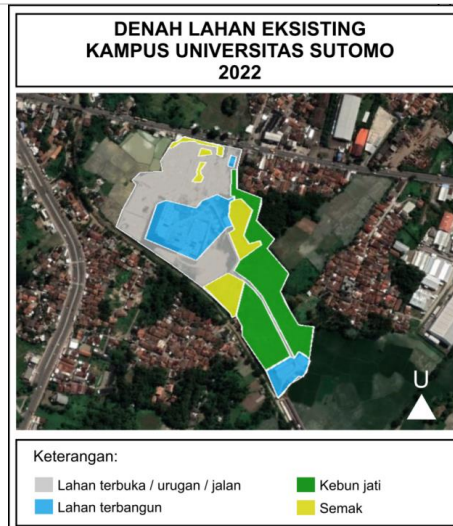 DENAH LAHAN EKSISTING
KAMPUS UNIVERSITAS SUTOMO
2022
U
Keterangan:
Lahan terbuka / urugan / jalan
Kebun jati
Lahan terbangun
Semak